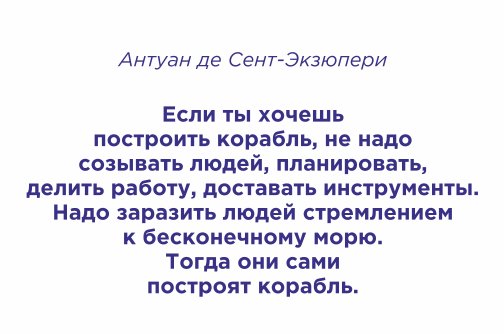 Антуан де Сент-Экзюпери
Если ты хочешь
построить корабль, не надо
созывать людей, планировать,
делить работу, доставать инструменты.
Надо заразить людей стремлением
к бесконечному морю.
Тогда они сами
построят корабль.